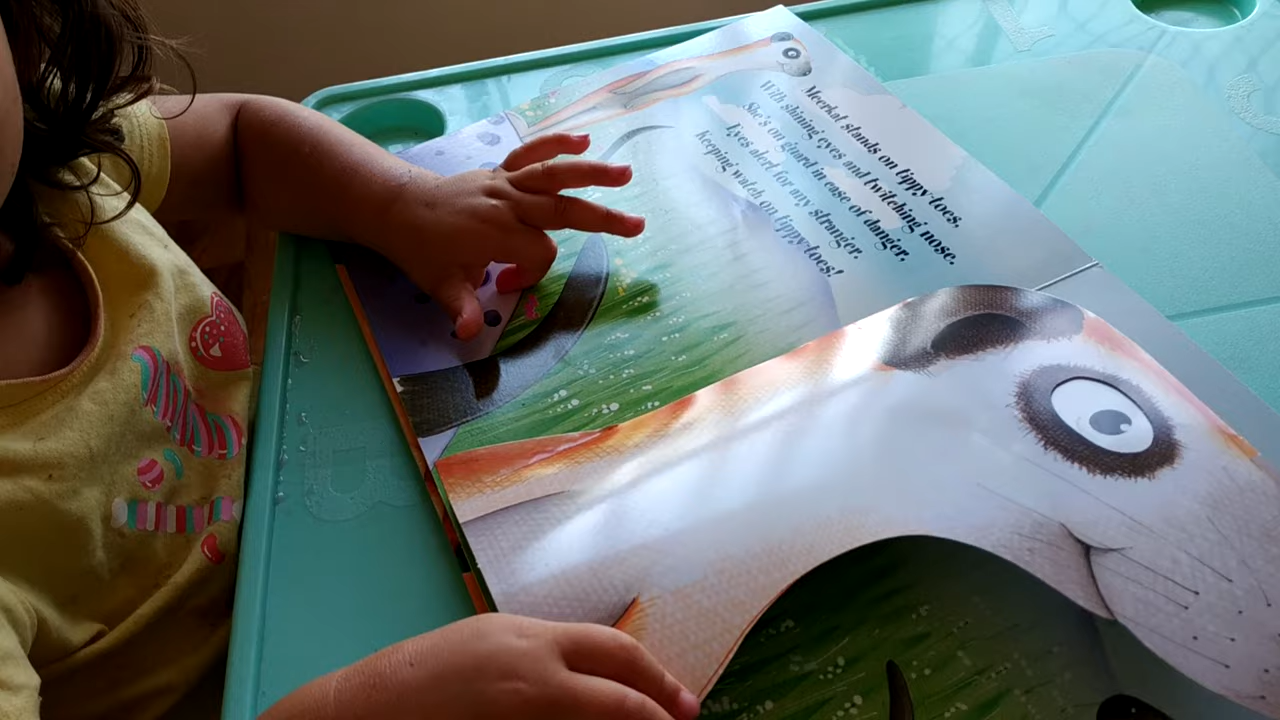 Meerkat stands on tippy-toes,
With shining eyes and twitching nose.
She's on guard in case of danger,
Eyes alert for any stranger.
Keeping watch on tippy-toes!
B